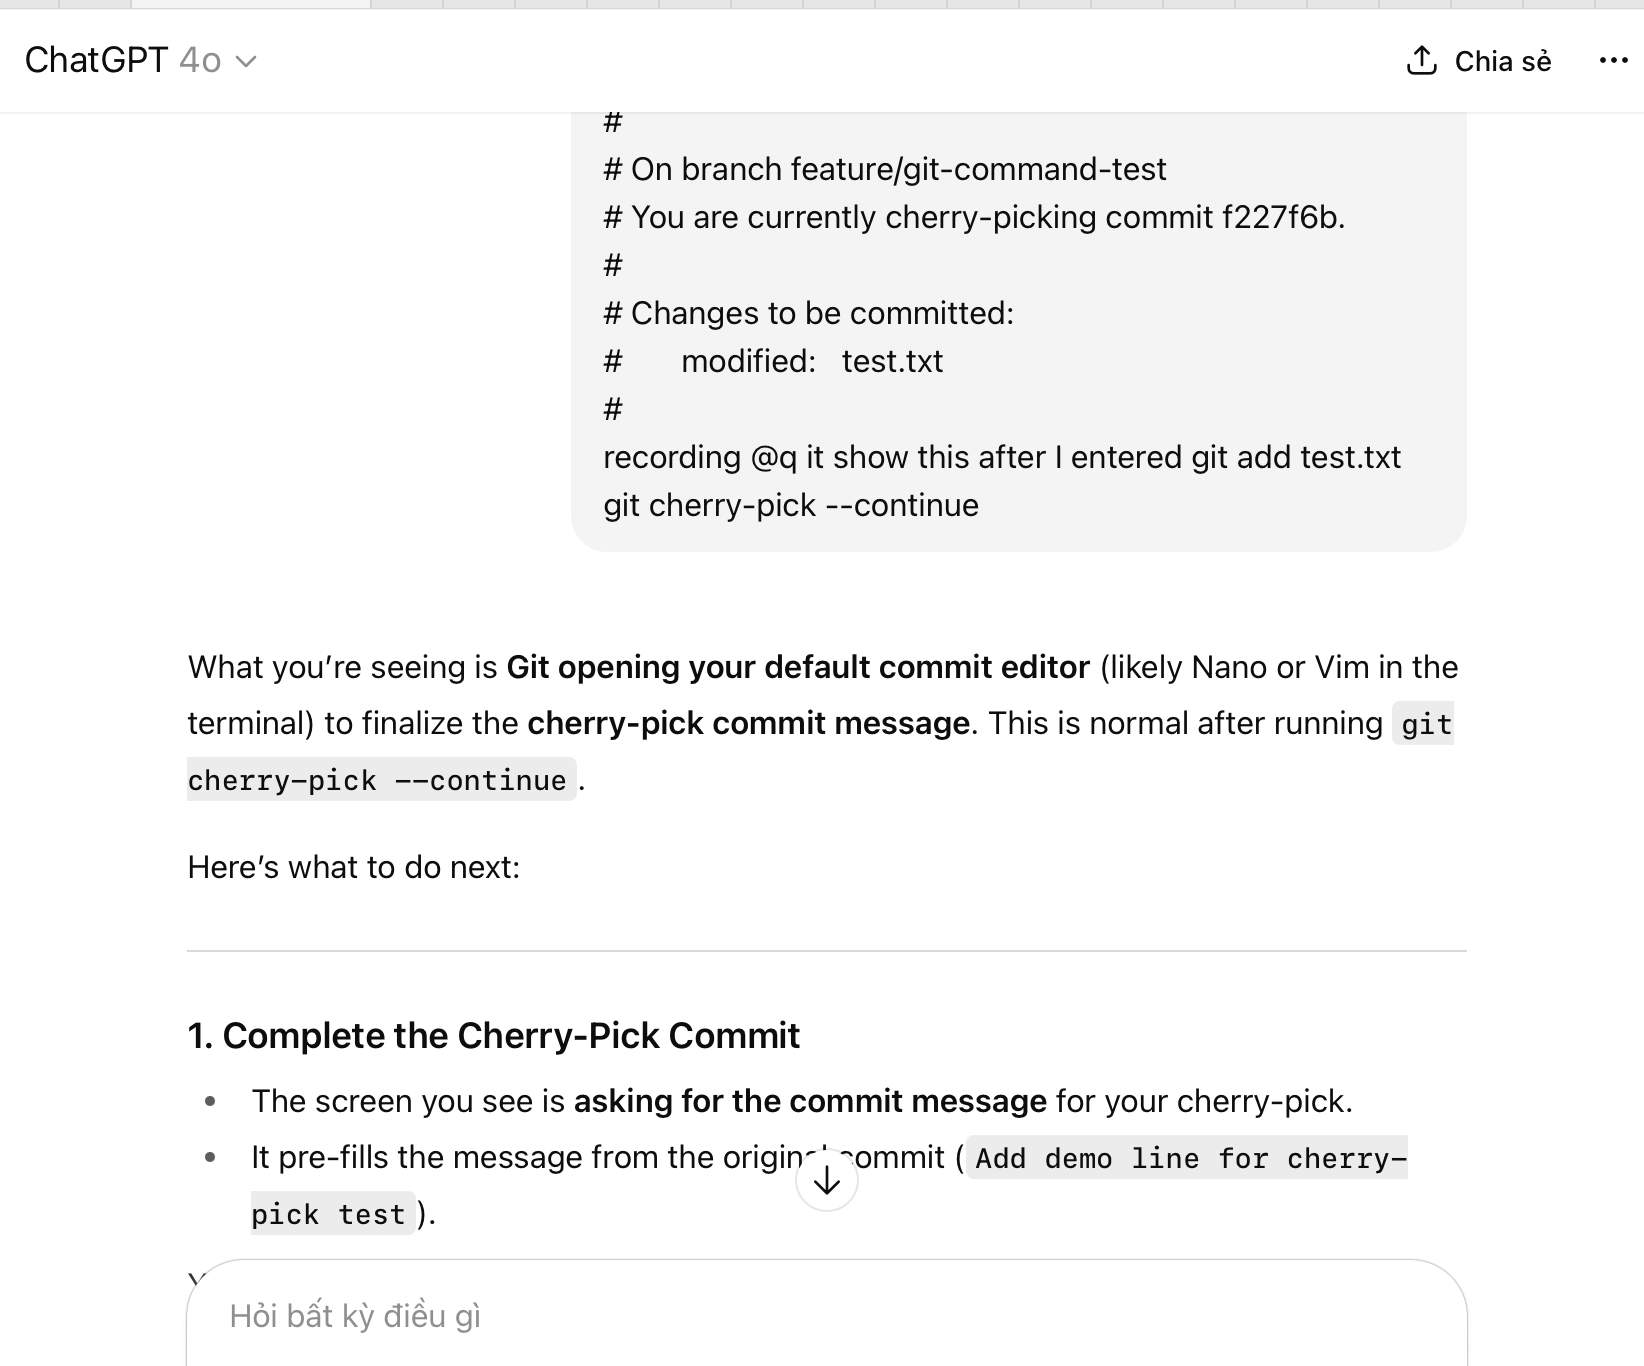 ChatGPT 4o
Chia sẻ
#
# On branch feature/git-command-test
# You are currently cherry-picking commit f227f6b.
#
# Changes to be committed:
#       modified:   test.txt
#
recording @q it show this after I entered git add test.txt
git cherry-pick --continue
What you’re seeing is Git opening your default commit editor (likely Nano or Vim in the
terminal) to finalize the cherry-pick commit message. This is normal after running git
cherry-pick --continue.
Here’s what to do next:
1. Complete the Cherry-Pick Commit
• The screen you see is asking for the commit message for your cherry-pick.
• It pre-fills the message from the original commit (Add demo line for cherry-
pick test).
Hỏi bất kỳ điều gì